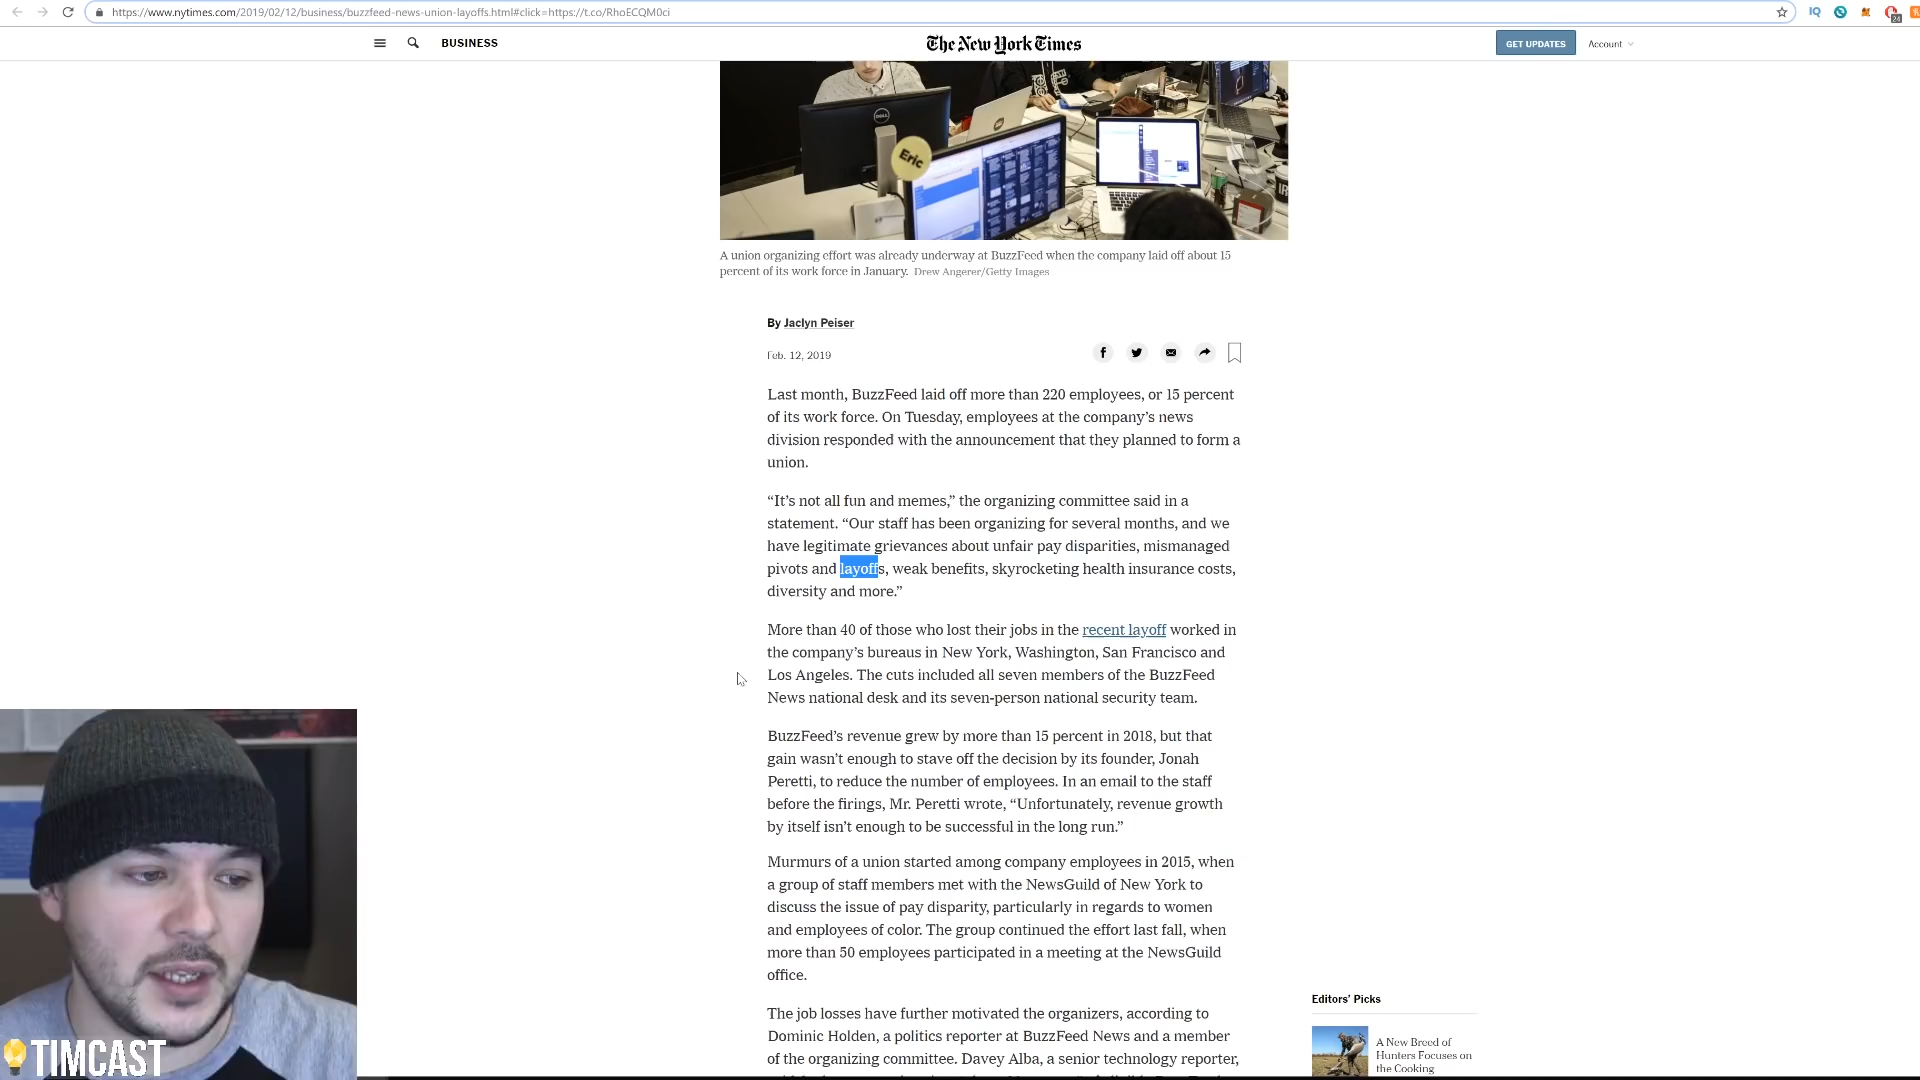 https://www.nytimes.com/2019/02/12/business/buzzfeed-news-union-layoffs.html#click=https://t.co/RhoECQM0ci
IQ
24
BUSINESS
The New York Times
GET UPDATES
Account
DELL
Eric
A union organizing effort was already underway at BuzzFeed when the company laid off about 15
percent of its work force in January. Drew Angerer/Getty Images
By Jaclyn Peiser
Feb. 12, 2019
Last month, BuzzFeed laid off more than 220 employees, or 15 percent
of its work force. On Tuesday, employees at the company’s news
division responded with the announcement that they planned to form a
union.
“It’s not all fun and memes,” the organizing committee said in a
statement. “Our staff has been organizing for several months, and we
have legitimate grievances about unfair pay disparities, mismanaged
pivots and layoffs, weak benefits, skyrocketing health insurance costs,
diversity and more.”
More than 40 of those who lost their jobs in the recent layoff worked in
the company’s bureaus in New York, Washington, San Francisco and
Los Angeles. The cuts included all seven members of the BuzzFeed
News national desk and its seven-person national security team.
BuzzFeed’s revenue grew by more than 15 percent in 2018, but that
gain wasn’t enough to stave off the decision by its founder, Jonah
Peretti, to reduce the number of employees. In an email to the staff
before the firings, Mr. Peretti wrote, “Unfortunately, revenue growth
by itself isn’t enough to be successful in the long run.”
Murmurs of a union started among company employees in 2015, when
a group of staff members met with the NewsGuild of New York to
discuss the issue of pay disparity, particularly in regards to women
and employees of color. The group continued the effort last fall, when
more than 50 employees participated in a meeting at the NewsGuild
office.
The job losses have further motivated the organizers, according to
Dominic Holden, a politics reporter at BuzzFeed News and a member
of the organizing committee. Davey Alba, a senior technology reporter,
Editors’ Picks
A New Breed of
Hunters Focuses on
the Cooking
TIMCAST